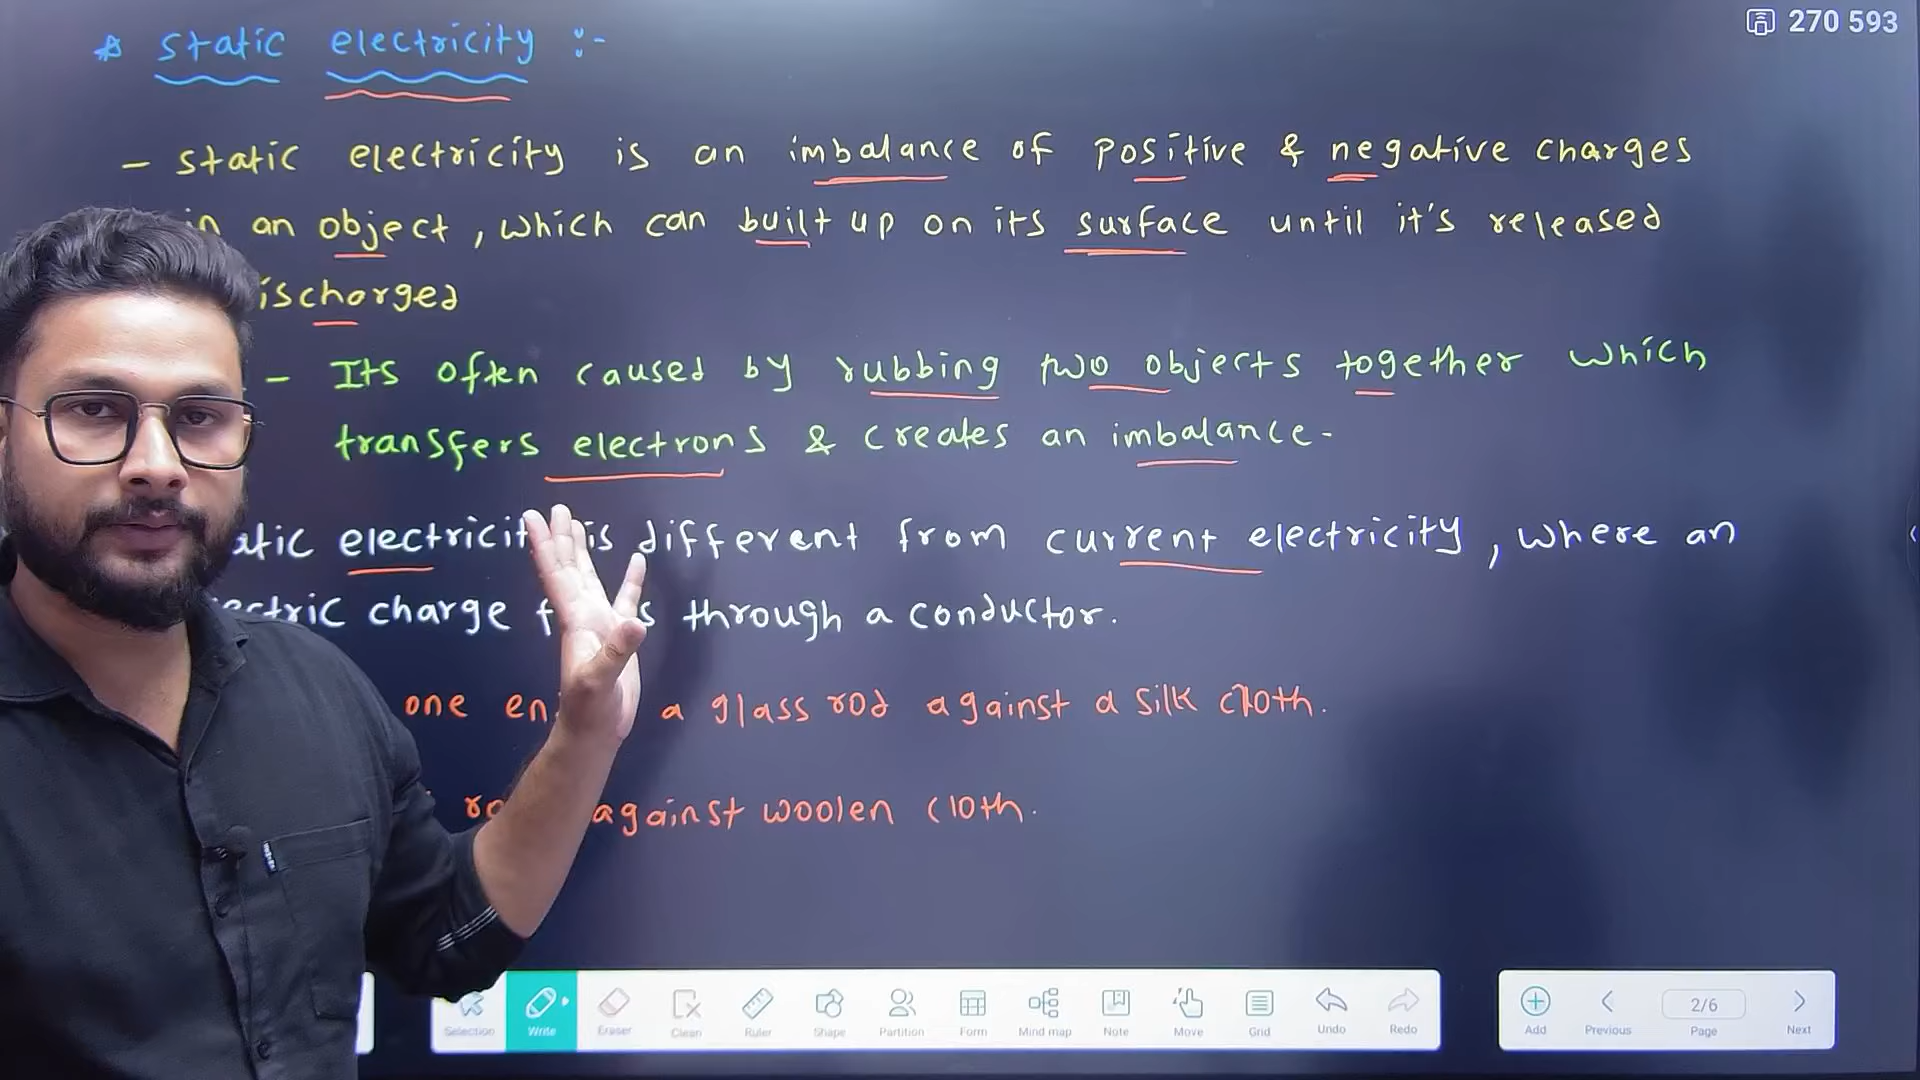 270 593
* static electricity :-
- static electricity is an imbalance of positive & negative charges
in an object, which can built up on its surface until it's released
ischarged
- Its often caused by rubbing two objects together which
transfers electrons & creates an imbalance-
atic electricit is different from current electricity, where an
ectric charge f s through a conductor.
one en a glass rod against a silk cloth.
against woolen cloth.
Selection Write Eraser Clean Ruler Shape Partition Form Mind map Note Move Grid Undo Redo Add Previous 2/6 Page Next